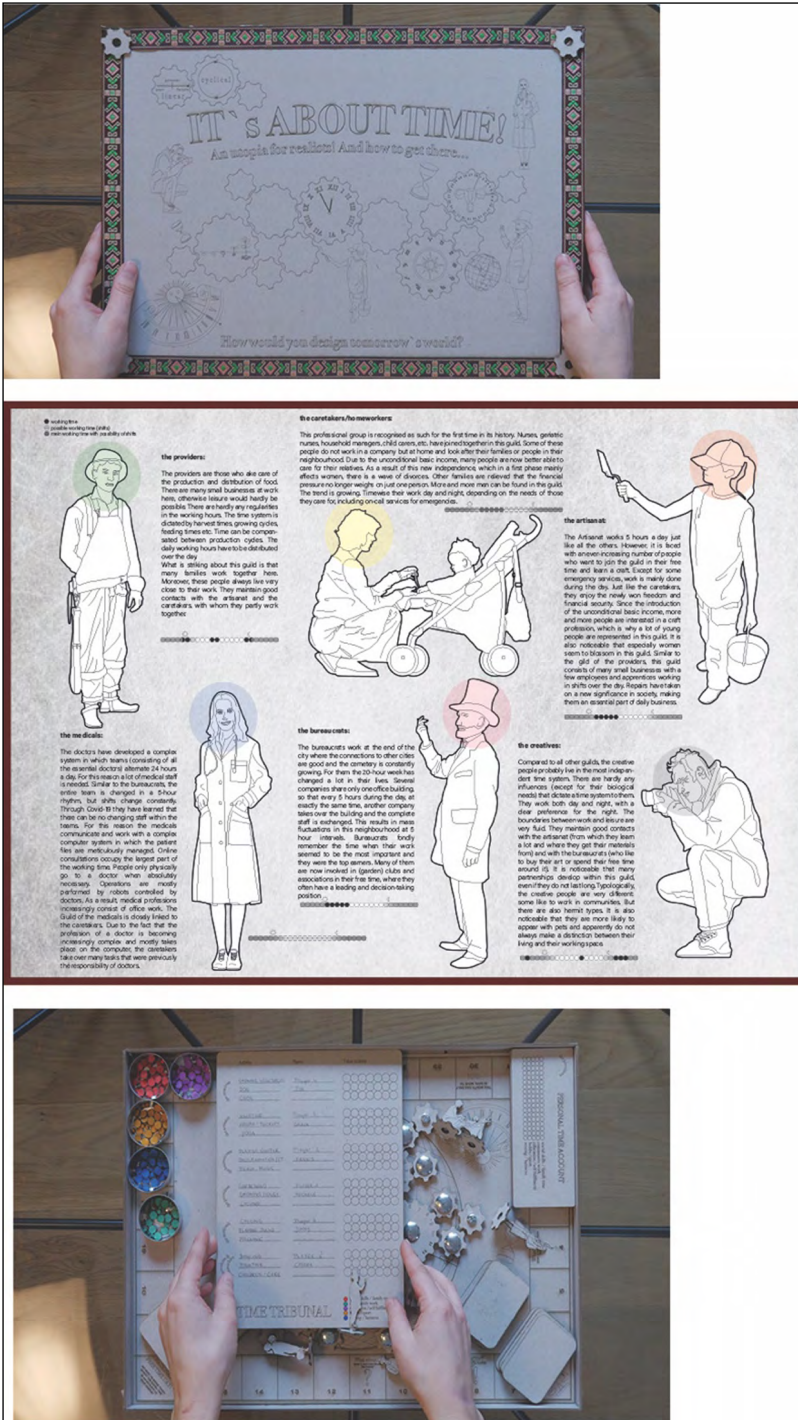 cyclical
linear
IT`s ABOUT TIME!
An utopia for realists! And how to get there...
How would you design tomorrow`s world?
working time
possible working time (shifts)
main working time with possibility of shifts
the providers:
The providers are those who ake care of
the production and distribution of food.
There are many small businesses at work
here, otherwise leisure would hardly be
possible. There are hardly any regularities
in the working hours. The time system is
dictated by harvest times, growing cycles,
feeding times etc. Time can be compen-
sated between production cycles. The
daily working hours have to be distributed
over the day.
What is striking about this guild is that
many families work together here.
Moreover, these people always live very
close to their work. They maintain good
contacts with the artisanat and the
caretakers, with whom they partly work
together.
the caretakers/homeworkers:
This professional group is recognised as such for the first time in its history. Nurses, geriatric
nurses, household managers, child carers, etc. have joined together in this guild. Some of these
people do not work in a company but at home and look after their families or people in their
neighbourhood. Due to the unconditional basic income, many people are now better able to
care for their relatives. As a result of this new independence, which in a first phase mainly
affects women, there is a wave of divorces. Other families are relieved that the financial
pressure no longer weighs on just one person. More and more men can be found in the guild.
The trend is growing. Timewise their work day and night, depending on the needs of those
they care for, including on-call services for emergencies.
the artisanat:
The Artisanat works 5 hours a day just
like all the others. However, it is faced
with an ever-increasing number of people
who want to join the guild in their free
time and learn a craft. Except for some
emergency services, work is mainly done
during the day. Just like the caretakers,
they enjoy the newly won freedom and
financial security. Since the introduction
of the unconditional basic income, more
and more people are interested in a craft
profession, which is why a lot of young
people are represented in this guild. It is
also noticeable that especially women
seem to blossom in this guild. Similar to
the gild of the providers, this guild
consists of many small businesses with a
few employees and apprentices working
in shifts over the day. Repairs have taken
on a new significance in society, making
them an essential part of daily business.
the medicals:
The doctors have developed a complex
system in which teams (consisting of all
the essential doctors) alternate 24 hours
a day. For this reason a lot of medical staff
is needed. Similar to the bureaucrats, the
entire team is changed in a 5-hour
rhythm, but shifts change constantly.
Through Covid-19 they have learned that
there can be no changing staff within the
teams. For this reason the medicals
communicate and work with a complex
computer system in which the patient
files are meticulously managed. Online
consultations occupy the largest part of
the working time. People only physically
go to a doctor when absolutely
necessary. Operations are mostly
performed by robots controlled by
doctors. As a result, medical professions
increasingly consist of office work. The
Guild of the medicals is closely linked to
the caretakers. Due to the fact that the
profession of a doctor is becoming
increasingly complex and mostly takes
place on the computer, the caretakers
take over many tasks that were previously
the responsibility of doctors.
the bureaucrats:
The bureaucrats work at the end of the
city where the connections to other cities
are good and the cemetery is constantly
growing. For them the 20-hour week has
changed a lot in their lives. Several
companies share only one office building,
so that every 5 hours during the day, at
exactly the same time, another company
takes over the building and the complete
staff is exchanged. This results in mass
fluctuations in this neighbourhood at 5
hour intervals. Bureaucrats fondly
remember the time when their work
seemed to be the most important and
they were the top earners. Many of them
are now involved in (garden) clubs and
associations in their free time, where they
often have a leading and decision-taking
position.
the creatives:
Compared to all other guilds, the creative
people probably live in the most indepen-
dent time system. There are hardly any
influences (except for their biological
needs) that dictate a time system to them.
They work both day and night, with a
clear preference for the night. The
boundaries between work and leisure are
very fluid. They maintain good contacts
with the artisanat (from which they learn
a lot and where they get their materials
from) and with the bureaucrats (who like
to buy their art or spend their free time
around it). It is noticeable that many
partnerships develop within this guild,
even if they do not last long. Typologically,
the creative people are very different:
some like to work in communities. But
there are also hermit types. It is also
noticeable that they are more likely to
appear with pets and apparently do not
always make a distinction between their
living and their working space.
PERSONAL TIME ACCOUNT
TIME TRIBUNAL